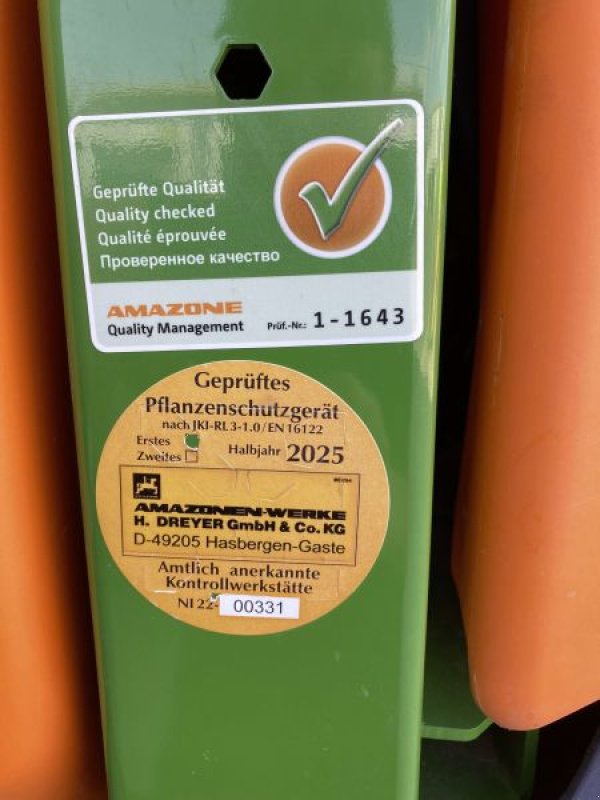 Geprüfte Qualität
Quality checked
Qualité éprouvée
Проверенное качество
AMAZONE
Quality Management
Prüf.-Nr.: 1-1643
Geprüftes
Pflanzenschutzgerät
nach JKI-RL 3-1.0/EN 16122
Erstes
Zweites
Halbjahr 2025
AMAZONEN-WERKE
H. DREYER GmbH & Co. KG
D-49205 Hasbergen-Gaste
Amtlich anerkannte
Kontrollwerkstätte
NI 22- 00331